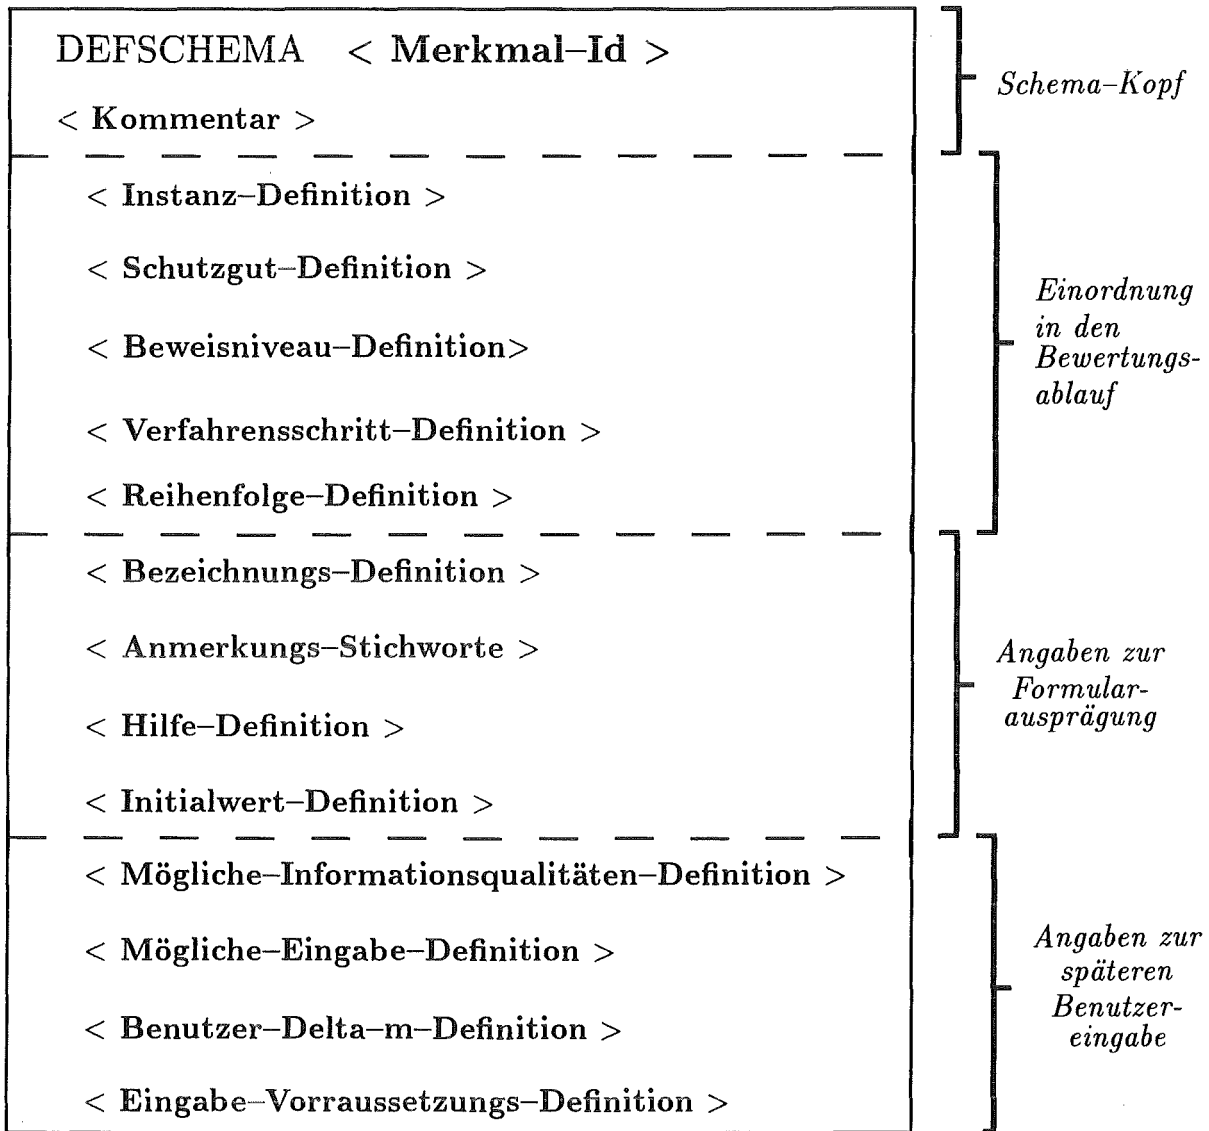 DEFSCHEMA < Merkmal–Id >
< Kommentar >
Schema–Kopf
< Instanz–Definition >
< Schutzgut–Definition >
< Beweisniveau–Definition>
< Verfahrensschritt–Definition >
< Reihenfolge–Definition >
Einordnung
in den
Bewertungs-
ablauf
< Bezeichnungs–Definition >
< Anmerkungs–Stichworte >
< Hilfe–Definition >
< Initialwert–Definition >
Angaben zur
Formular-
ausprägung
< Mögliche–Informationsqualitäten–Definition >
< Mögliche–Eingabe–Definition >
< Benutzer–Delta–m–Definition >
< Eingabe–Vorraussetzungs–Definition >
Angaben zur
späteren
Benutzer-
eingabe